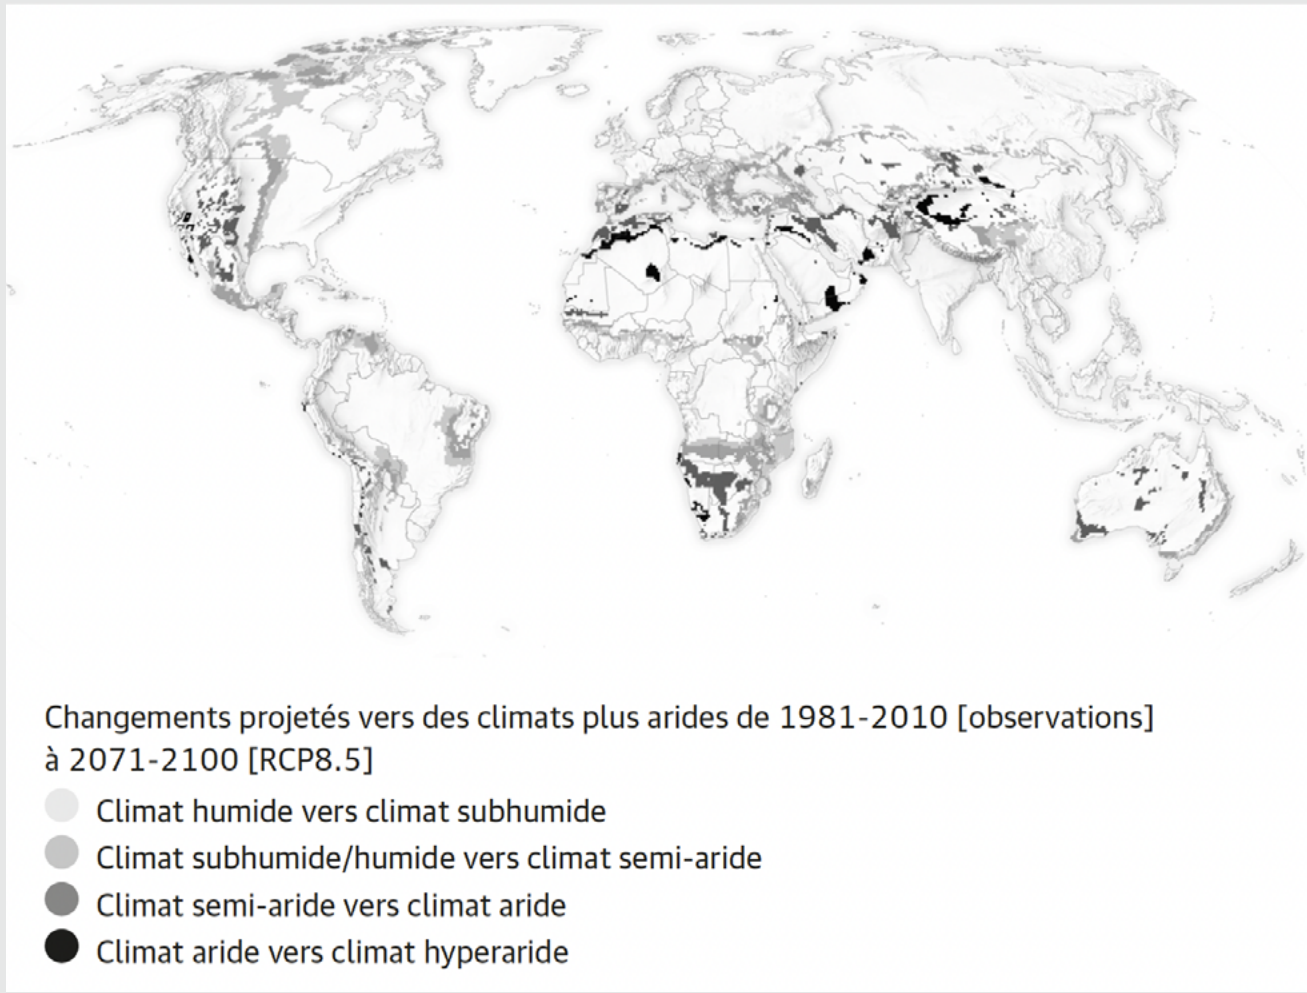 Changements projetés vers des climats plus arides de 1981-2010 [observations]
à 2071-2100 [RCP8.5]
Climat humide vers climat subhumide
Climat subhumide/humide vers climat semi-aride
Climat semi-aride vers climat aride
Climat aride vers climat hyperaride